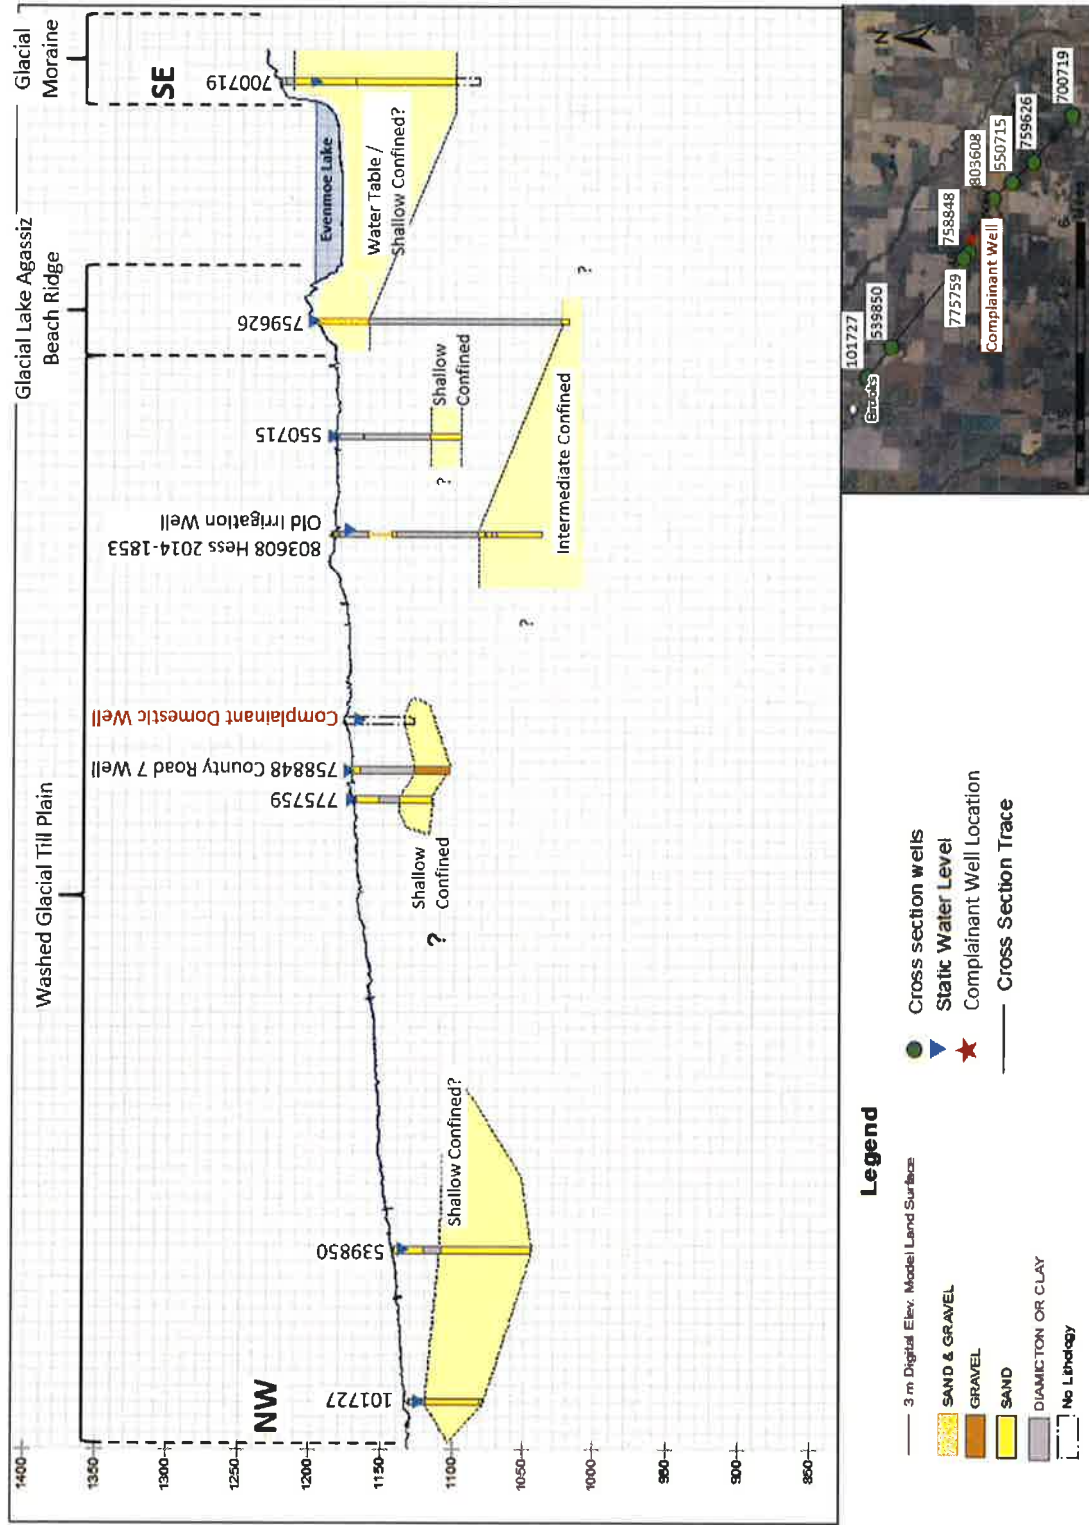 Glacial
Moraine
Glacial Lake Agassiz
Beach Ridge
Washed Glacial Till Plain
NW
SE
101727
539850
775759
758848 County Road 7 Well
Complainant Domestic Well
803608 Hess 2014-1853
Old Irrigation Well
550715
759626
700719
Evenmoe Lake
Water Table /
Shallow Confined?
Shallow Confined?
Shallow
Confined
?
Shallow
Confined
?
Intermediate Confined
?
?
1400
1350
1300
1250
1200
1150
1100
1050
1000
950
900
850
Legend
3 m Digital Elev. Model Land Surface
SAND & GRAVEL
GRAVEL
SAND
DIAMICTON OR CLAY
No Lithology
Cross section wells
Static Water Level
Complainant Well Location
Cross Section Trace
N
Brooks
101727
539850
775759
758848
Complainant Well
803608
550715
759626
700719